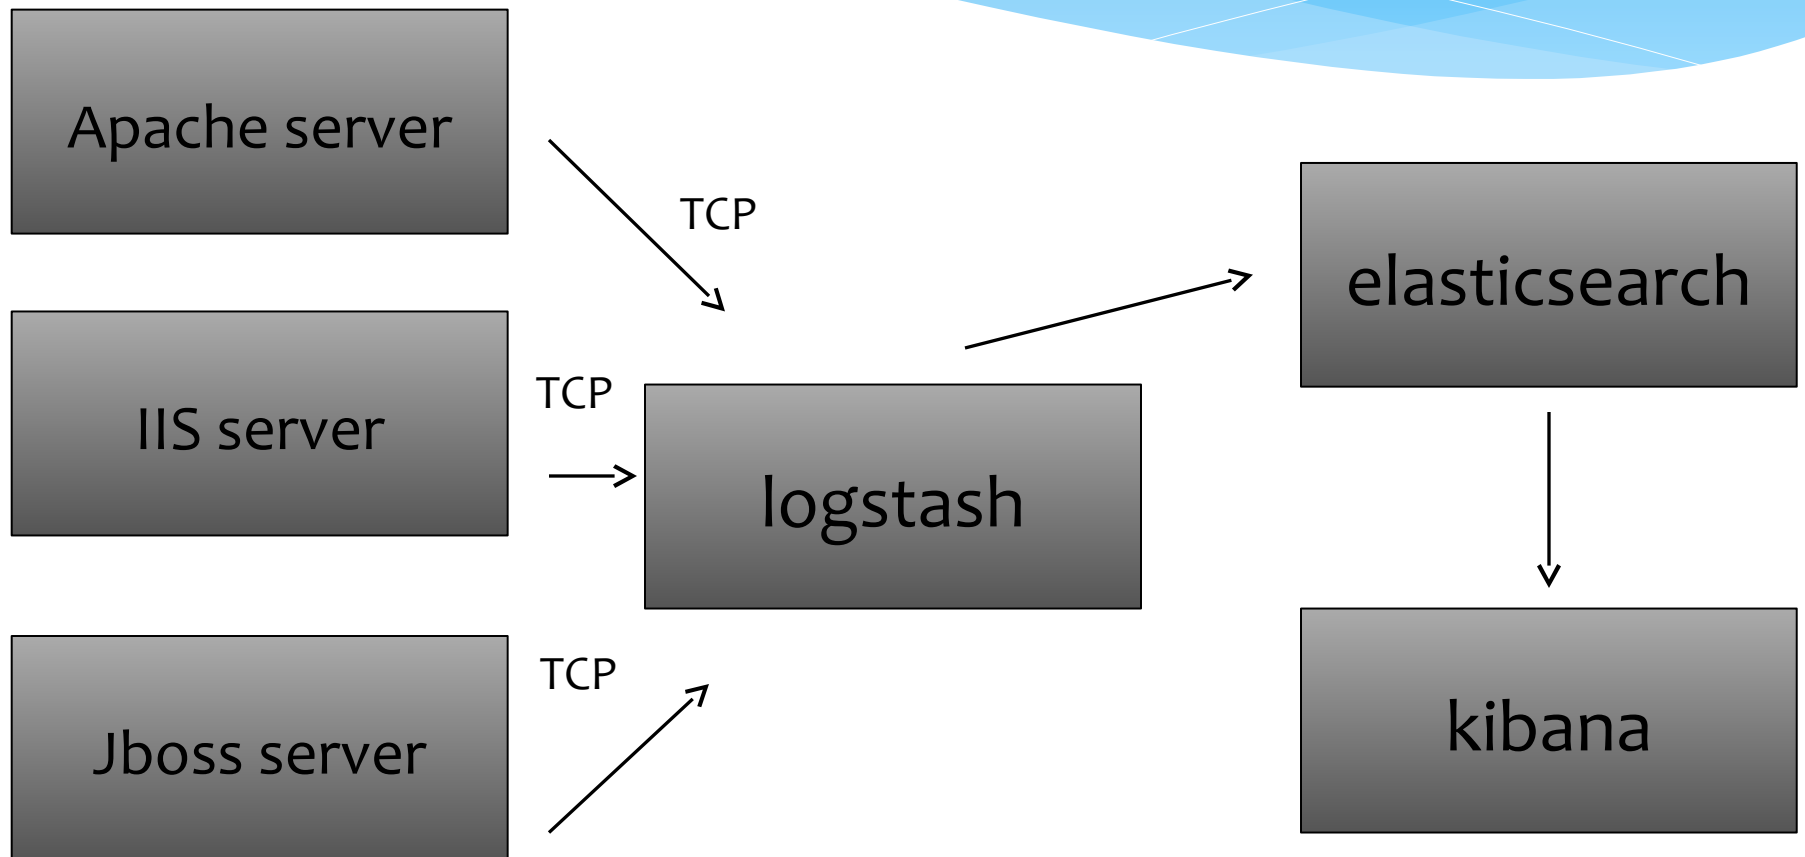 Apache server
TCP
elasticsearch
IIS server
TCP
logstash
Jboss server
TCP
kibana